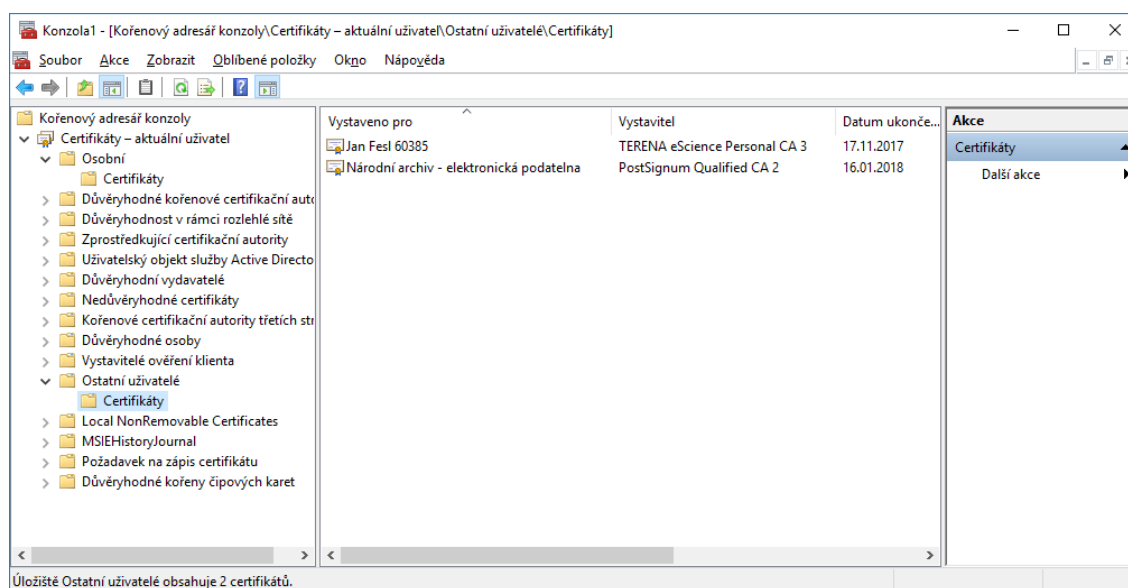 Konzola1 - [Kořenový adresář konzoly\Certifikáty – aktuální uživatel\Ostatní uživatelé\Certifikáty]
Soubor Akce Zobrazit Oblíbené položky Okno Nápověda
Kořenový adresář konzoly
Certifikáty – aktuální uživatel
Osobní
Certifikáty
Důvěryhodné kořenové certifikační auto
Důvěryhodnost v rámci rozlehlé sítě
Zprostředkující certifikační autority
Uživatelský objekt služby Active Directo
Důvěryhodní vydavatelé
Nedůvěryhodné certifikáty
Kořenové certifikační autority třetích str
Důvěryhodné osoby
Vystavitelé ověření klienta
Ostatní uživatelé
Certifikáty
Local NonRemovable Certificates
MSIEHistoryJournal
Požadavek na zápis certifikátu
Důvěryhodné kořeny čipových karet
Vystaveno pro Vystavitel Datum ukonče...
Jan Fesl 60385 TERENA eScience Personal CA 3 17.11.2017
Národní archiv - elektronická podatelna PostSignum Qualified CA 2 16.01.2018
Akce
Certifikáty
Další akce
Úložiště Ostatní uživatelé obsahuje 2 certifikátů.